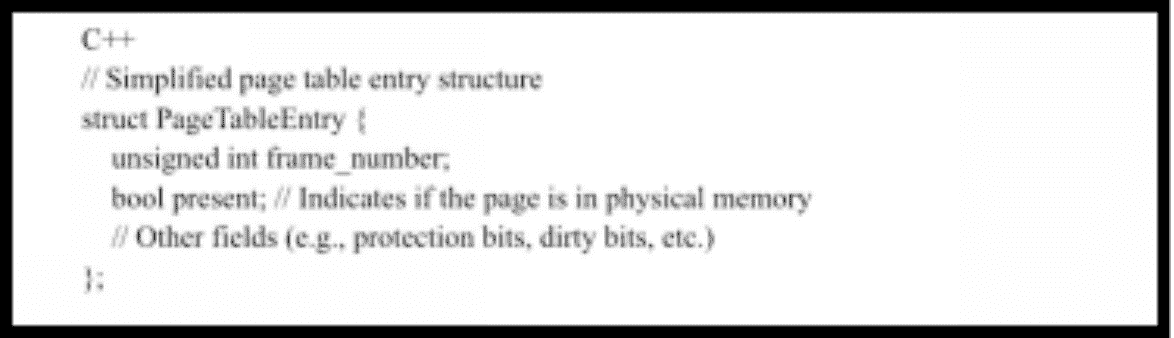 C++
// Simplified page table entry structure
struct PageTableEntry {
unsigned int frame_number;
bool present; // Indicates if the page is in physical memory
// Other fields (e.g., protection bits, dirty bits, etc.)
};